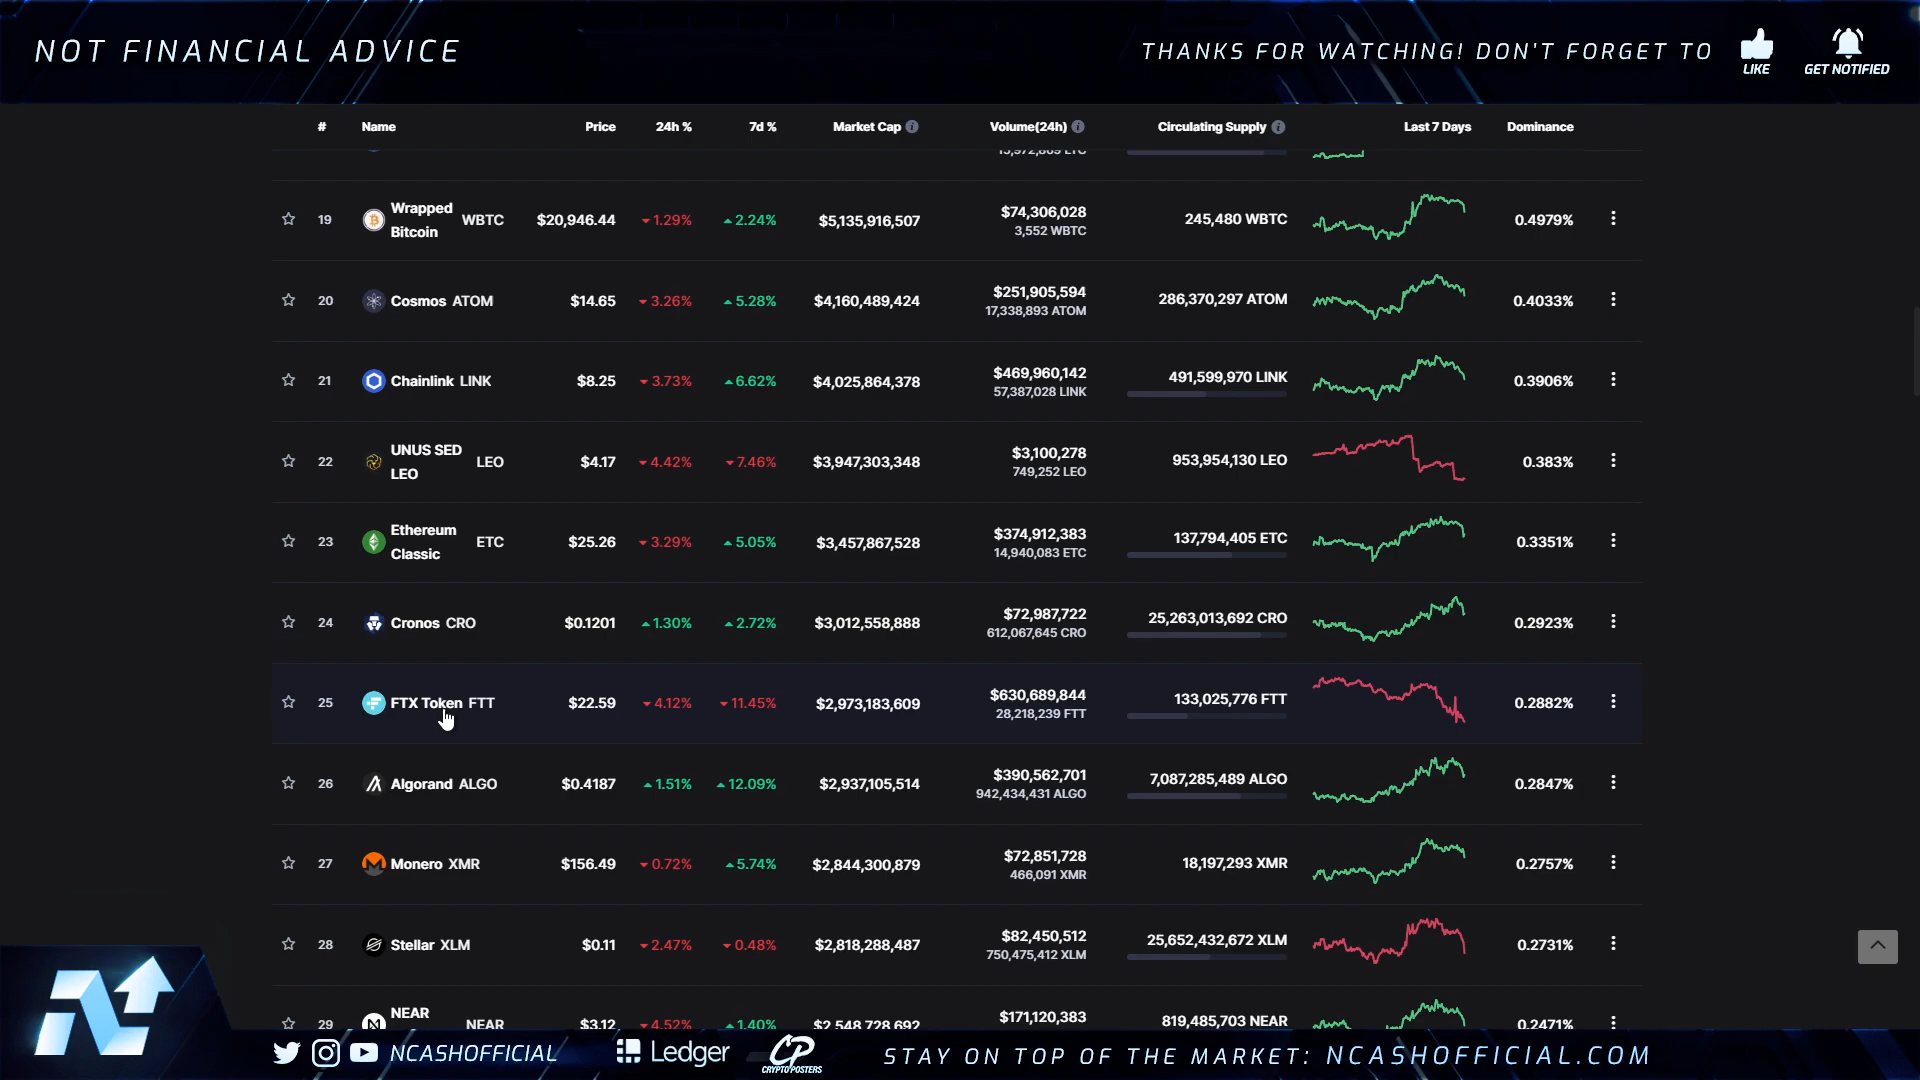 NOT FINANCIAL ADVICE
THANKS FOR WATCHING! DON'T FORGET TO
LIKE
GET NOTIFIED
# Name Price 24h % 7d % Market Cap Volume(24h) Circulating Supply Last 7 Days Dominance
19 Wrapped Bitcoin WBTC $20,946.44 1.29% 2.24% $5,135,916,507 $74,306,028 245,480 WBTC 0.4979%
3,552 WBTC
20 Cosmos ATOM $14.65 3.26% 5.28% $4,160,489,424 $251,905,594 286,370,297 ATOM 0.4033%
17,338,893 ATOM
21 Chainlink LINK $8.25 3.73% 6.62% $4,025,864,378 $469,960,142 491,599,970 LINK 0.3906%
57,387,028 LINK
22 UNUS SED LEO LEO $4.17 4.42% 7.46% $3,947,303,348 $3,100,278 953,954,130 LEO 0.383%
749,252 LEO
23 Ethereum Classic ETC $25.26 3.29% 5.05% $3,457,867,528 $374,912,383 137,794,405 ETC 0.3351%
14,940,083 ETC
24 Cronos CRO $0.1201 1.30% 2.72% $3,012,558,888 $72,987,722 25,263,013,692 CRO 0.2923%
612,067,645 CRO
25 FTX Token FTT $22.59 4.12% 11.45% $2,973,183,609 $630,689,844 133,025,776 FTT 0.2882%
28,218,239 FTT
26 Algorand ALGO $0.4187 1.51% 12.09% $2,937,105,514 $390,562,701 7,087,285,489 ALGO 0.2847%
942,434,431 ALGO
27 Monero XMR $156.49 0.72% 5.74% $2,844,300,879 $72,851,728 18,197,293 XMR 0.2757%
466,091 XMR
28 Stellar XLM $0.11 2.47% 0.48% $2,818,288,487 $82,450,512 25,652,432,672 XLM 0.2731%
750,475,412 XLM
29 NEAR NEAR $3.12 4.52% 1.40% $2,548,728,692 $171,120,383 819,485,703 NEAR 0.2471%
NCASHOFFICIAL
Ledger
CP
CRYPTO POSTERS
STAY ON TOP OF THE MARKET: NCASHOFFICIAL.COM